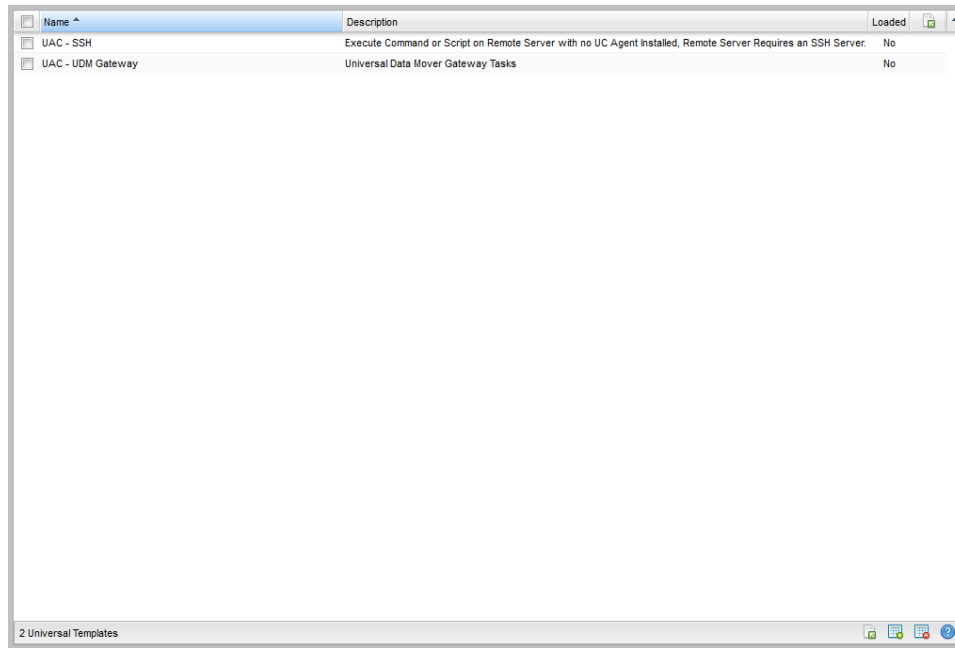 Name Description Loaded
UAC - SSH Execute Command or Script on Remote Server with no UC Agent Installed, Remote Server Requires an SSH Server. No
UAC - UDM Gateway Universal Data Mover Gateway Tasks No
2 Universal Templates